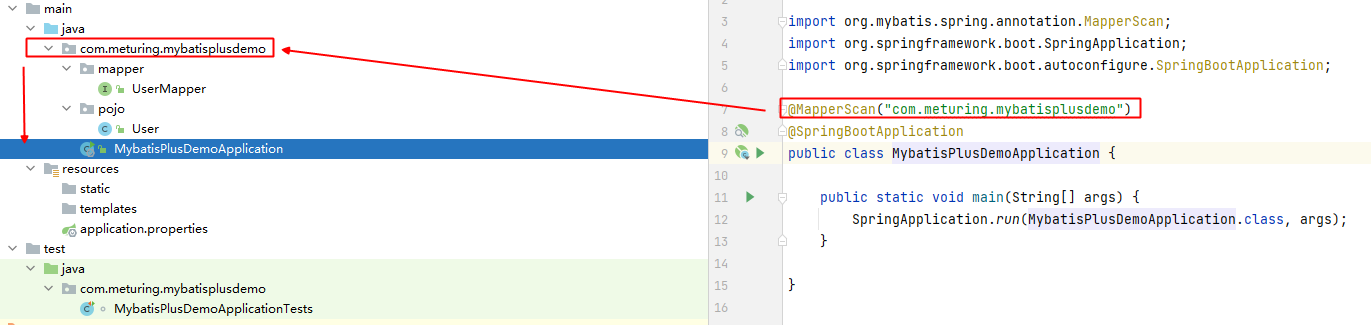 main
java
com.meturing.mybatisplusdemo
mapper
UserMapper
pojo
User
MybatisPlusDemoApplication
resources
static
templates
application.properties
test
java
com.meturing.mybatisplusdemo
MybatisPlusDemoApplicationTests
2
3 import org.mybatis.spring.annotation.MapperScan;
4 import org.springframework.boot.SpringApplication;
5 import org.springframework.boot.autoconfigure.SpringBootApplication;
6
7 @MapperScan("com.meturing.mybatisplusdemo")
8 @SpringBootApplication
9 public class MybatisPlusDemoApplication {
10
11 public static void main(String[] args) {
12 SpringApplication.run(MybatisPlusDemoApplication.class, args);
13 }
14
15 }
16